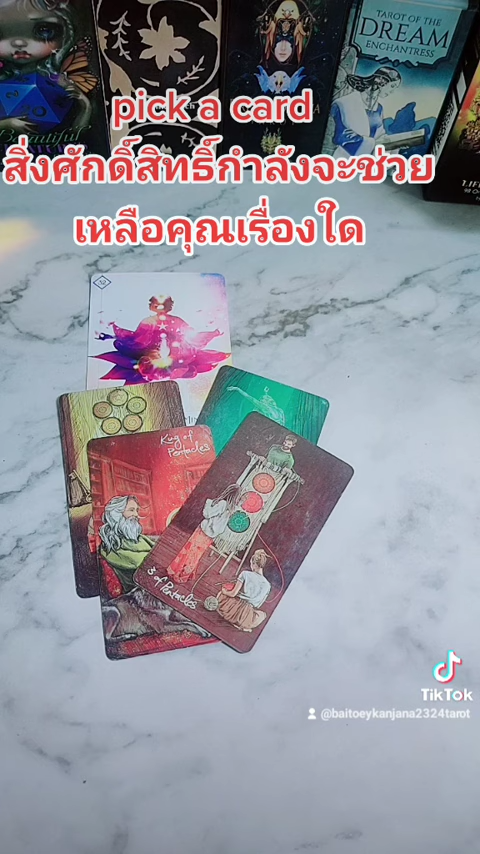 TAROT OF THE
DREAM
ENCHANTRESS
Beautiful
pick a card
สิ่งศักดิ์สิทธิ์กำลังจะช่วย
เหลือคุณเรื่องใด
King of
Pentacles
3 of Pentacles
TikTok
@baitoeykanjana2324tarot